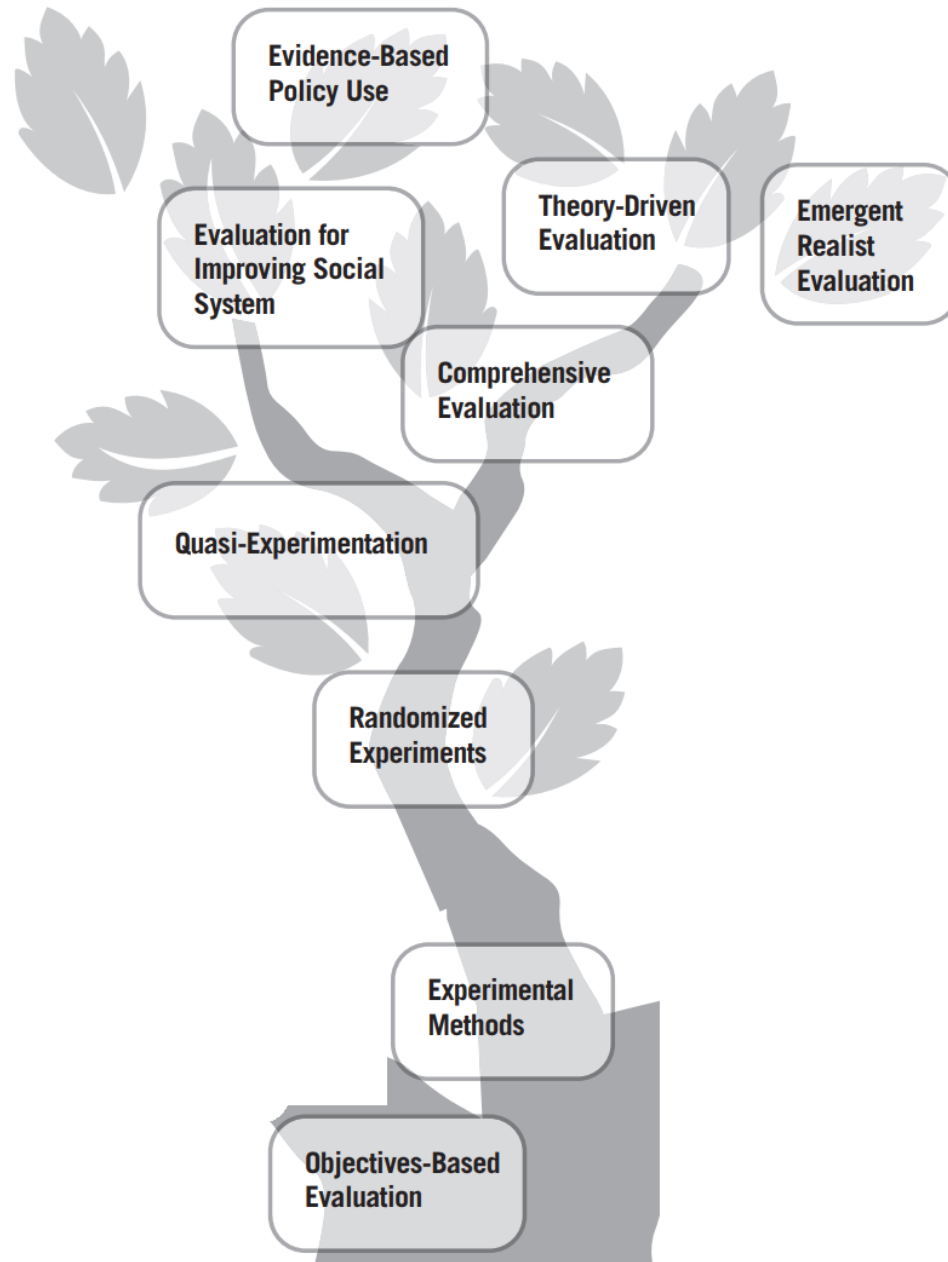 Evidence-Based
Policy Use
Theory-Driven
Evaluation
Emergent
Realist
Evaluation
Evaluation for
Improving Social
System
Comprehensive
Evaluation
Quasi-Experimentation
Randomized
Experiments
Experimental
Methods
Objectives-Based
Evaluation